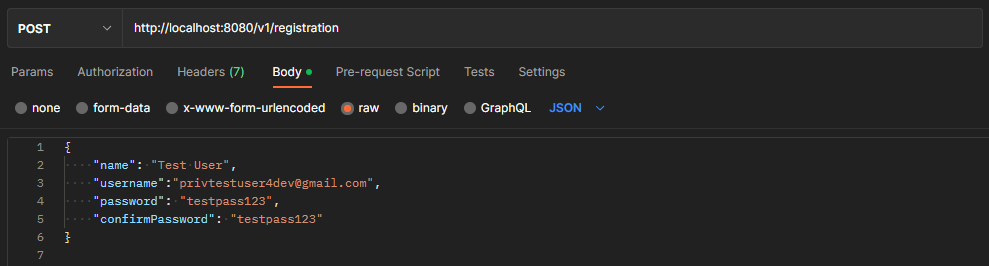 POST http://localhost:8080/v1/registration
Params Authorization Headers (7) Body Pre-request Script Tests Settings
none form-data x-www-form-urlencoded raw binary GraphQL JSON
1 {
2 "name": "Test User",
3 "username":"privtestuser4dev@gmail.com",
4 "password": "testpass123",
5 "confirmPassword": "testpass123"
6 }
7